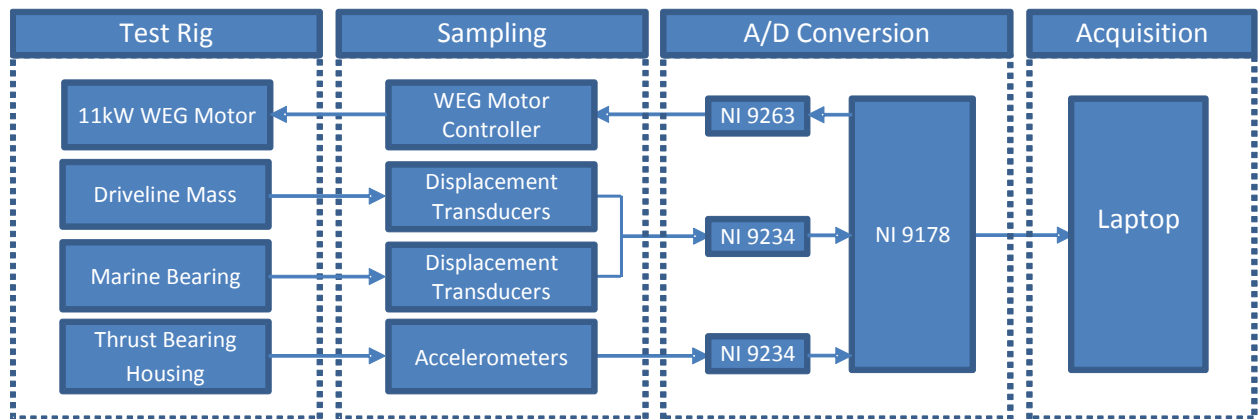 Test Rig
Sampling
A/D Conversion
Acquisition
11kW WEG Motor
WEG Motor
Controller
NI 9263
Driveline Mass
Displacement
Transducers
NI 9234
NI 9178
Laptop
Marine Bearing
Displacement
Transducers
Thrust Bearing
Housing
Accelerometers
NI 9234